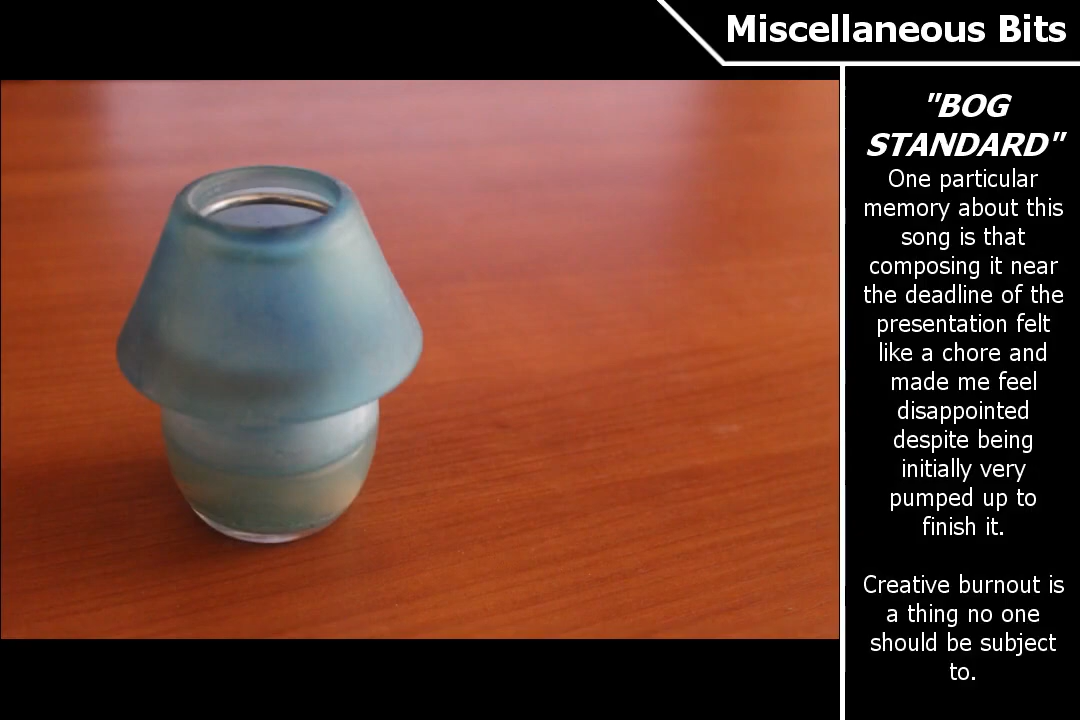 Miscellaneous Bits
"BOG
STANDARD"
One particular
memory about this
song is that
composing it near
the deadline of the
presentation felt
like a chore and
made me feel
disappointed
despite being
initially very
pumped up to
finish it.
Creative burnout is
a thing no one
should be subject
to.